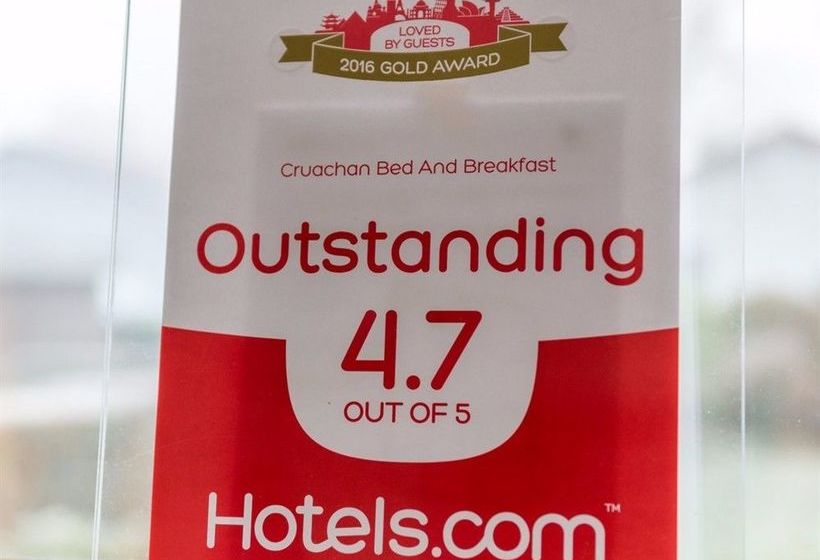 LOVED
BY GUESTS
2016 GOLD AWARD
Cruachan Bed And Breakfast
Outstanding
4.7
OUT OF 5
Hotels.com™